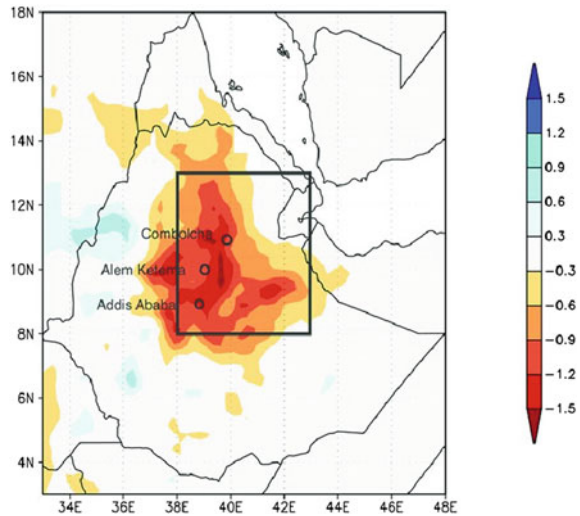 18N
16N
14N
12N
10N
8N
6N
4N
34E 36E 38E 40E 42E 44E 46E 48E
Combolcha
Alem Ketema
Addis Ababa
1.5
1.2
0.9
0.6
0.3
−0.3
−0.6
−0.9
−1.2
−1.5